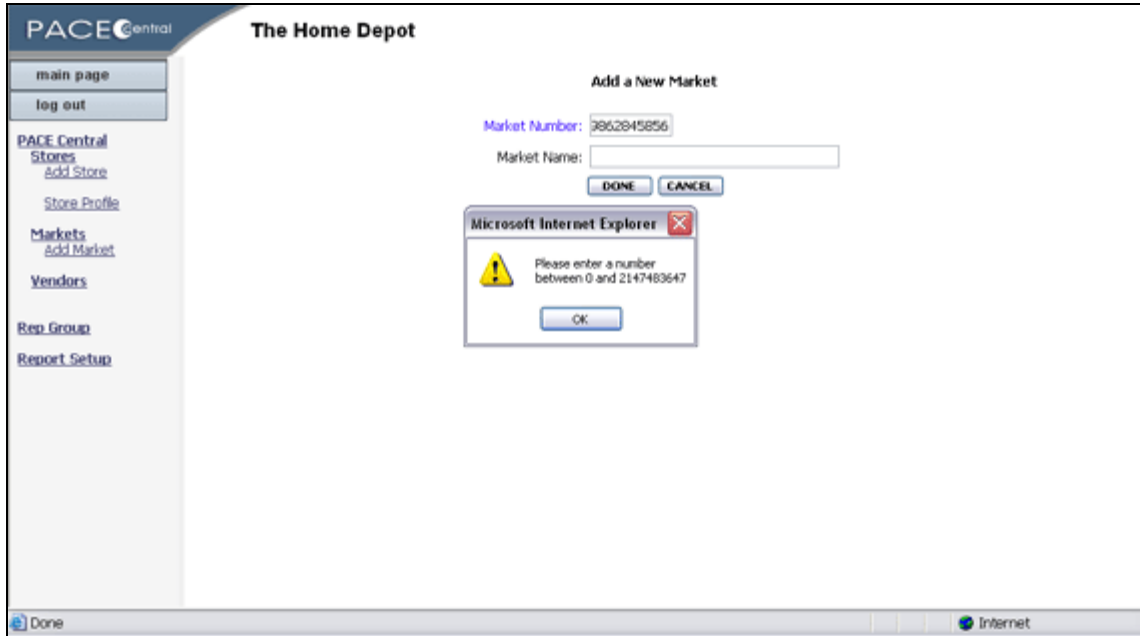 PACE Central
The Home Depot
main page
log out
PACE Central
Stores
Add Store
Store Profile
Markets
Add Market
Vendors
Rep Group
Report Setup
Add a New Market
Market Number: 9862845856
Market Name:
DONE CANCEL
Microsoft Internet Explorer
Please enter a number
between 0 and 2147483647
OK
Done Internet